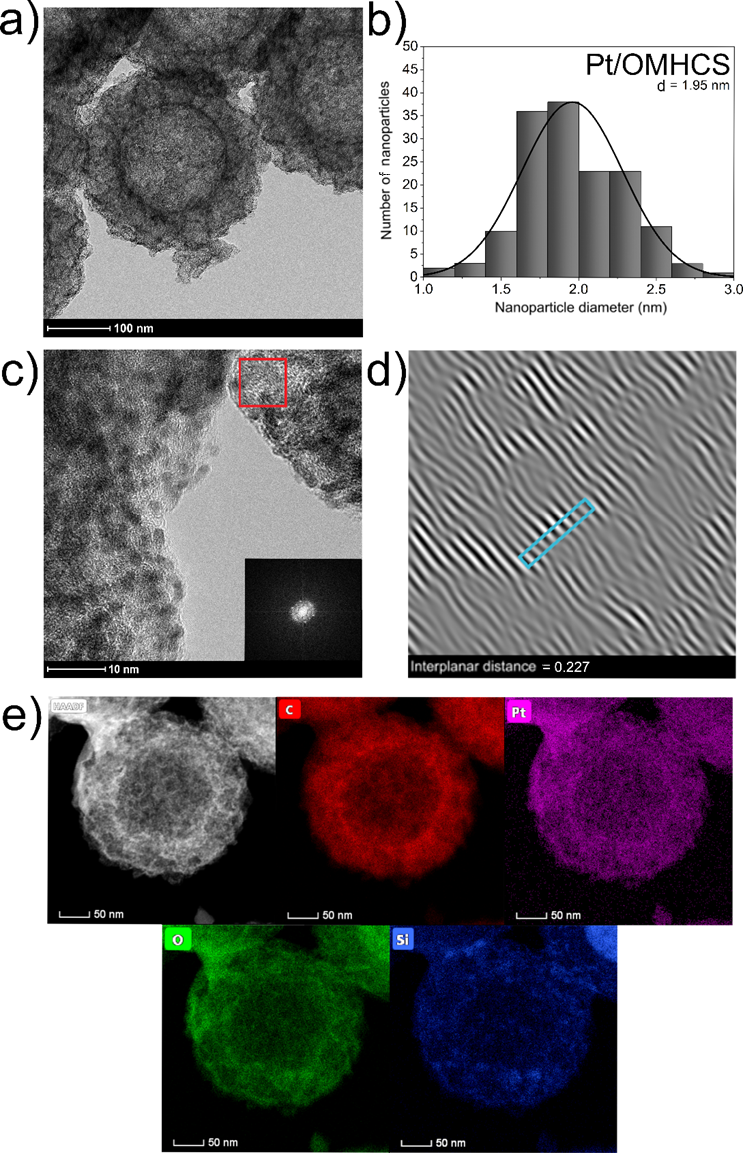 a)
100 nm
b)
Pt/OMHCS
d = 1.95 nm
Number of nanoparticles
50
45
40
35
30
25
20
15
10
5
0
1.0 1.5 2.0 2.5 3.0
Nanoparticle diameter (nm)
c)
10 nm
d)
Interplanar distance = 0.227
e)
HAADF
50 nm
C
50 nm
Pt
50 nm
O
50 nm
Si
50 nm